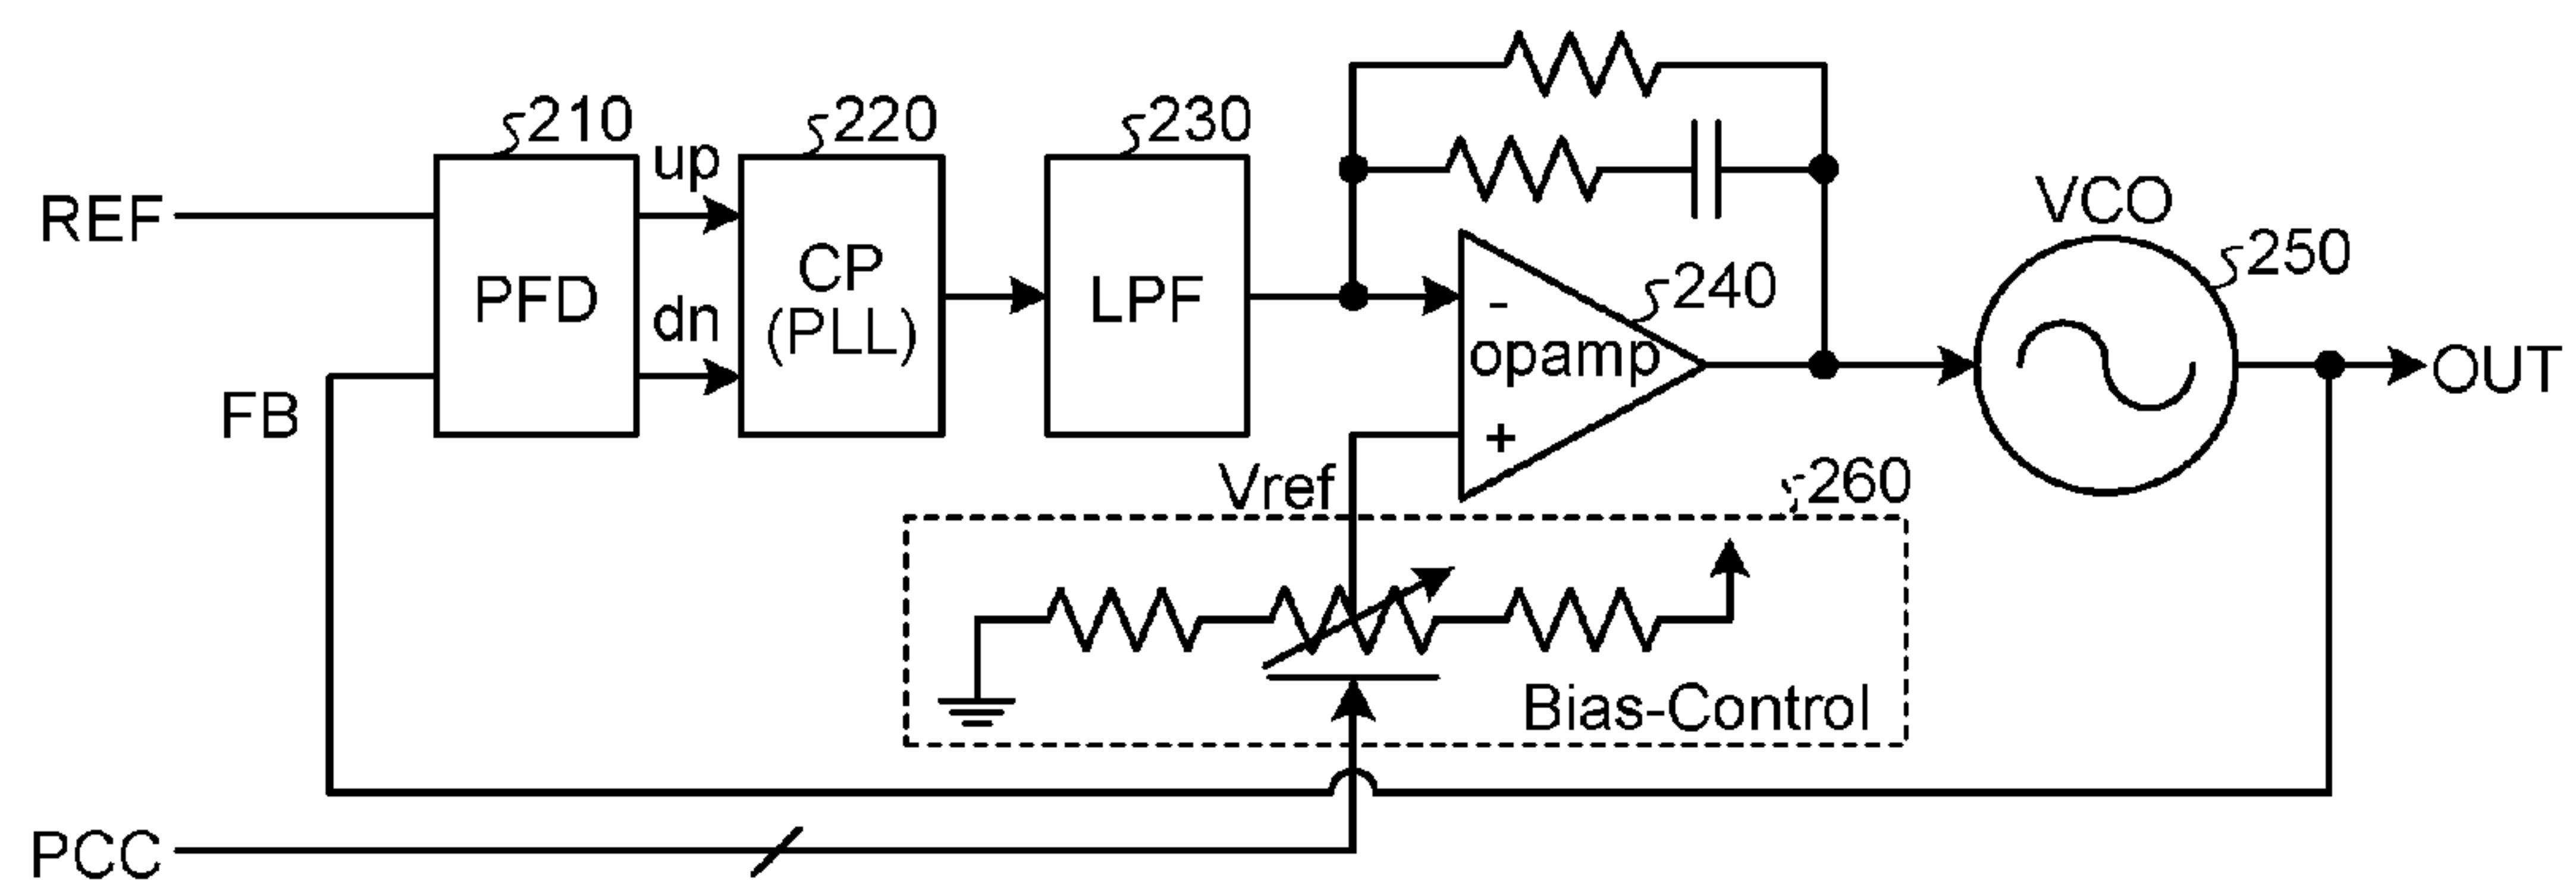 210
220
230
up
REF
PFD
dn
CP
(PLL)
LPF
-
opamp
+
240
VCO
250
OUT
FB
Vref
260
Bias-Control
PCC